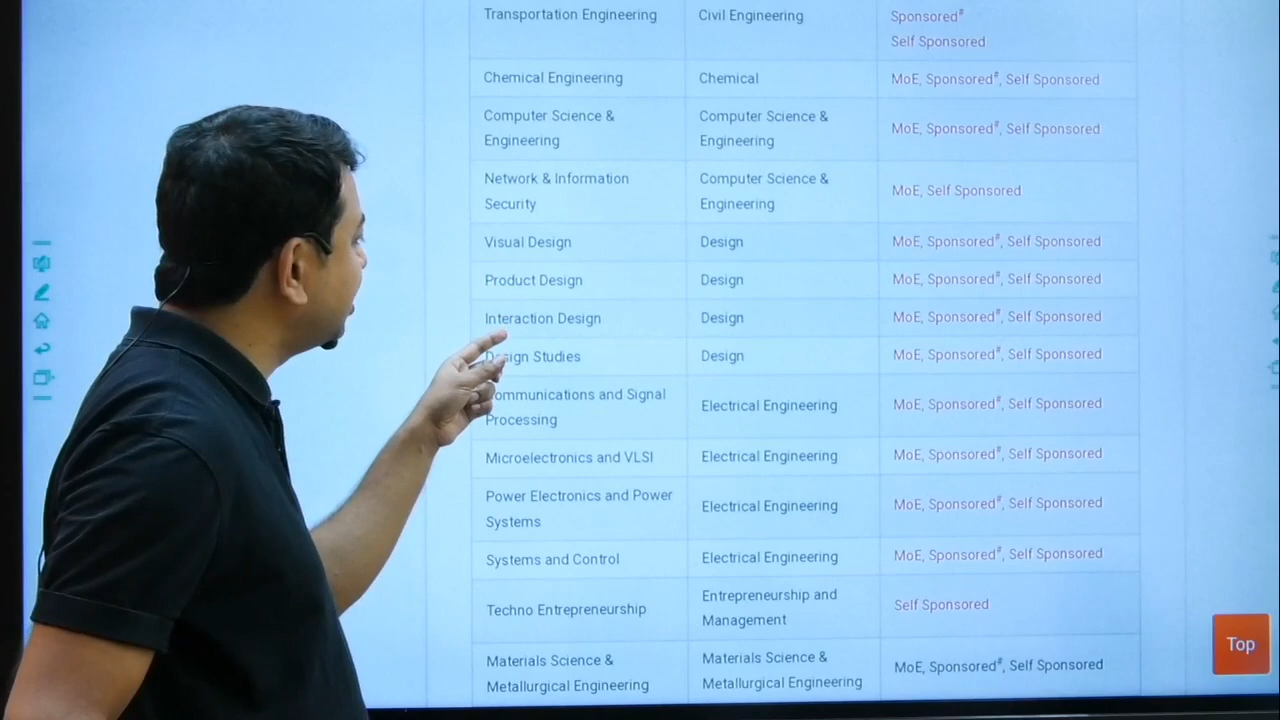 Transportation Engineering
Civil Engineering
Sponsored#
Self Sponsored
Chemical Engineering
Chemical
MoE, Sponsored#, Self Sponsored
Computer Science &
Engineering
Computer Science &
Engineering
MoE, Sponsored#, Self Sponsored
Network & Information
Security
Computer Science &
Engineering
MoE, Self Sponsored
Visual Design
Design
MoE, Sponsored#, Self Sponsored
Product Design
Design
MoE, Sponsored#, Self Sponsored
Interaction Design
Design
MoE, Sponsored#, Self Sponsored
Design Studies
Design
MoE, Sponsored#, Self Sponsored
Communications and Signal
Processing
Electrical Engineering
MoE, Sponsored#, Self Sponsored
Microelectronics and VLSI
Electrical Engineering
MoE, Sponsored#, Self Sponsored
Power Electronics and Power
Systems
Electrical Engineering
MoE, Sponsored#, Self Sponsored
Systems and Control
Electrical Engineering
MoE, Sponsored#, Self Sponsored
Techno Entrepreneurship
Entrepreneurship and
Management
Self Sponsored
Materials Science &
Metallurgical Engineering
Materials Science &
Metallurgical Engineering
MoE, Sponsored#, Self Sponsored
Top